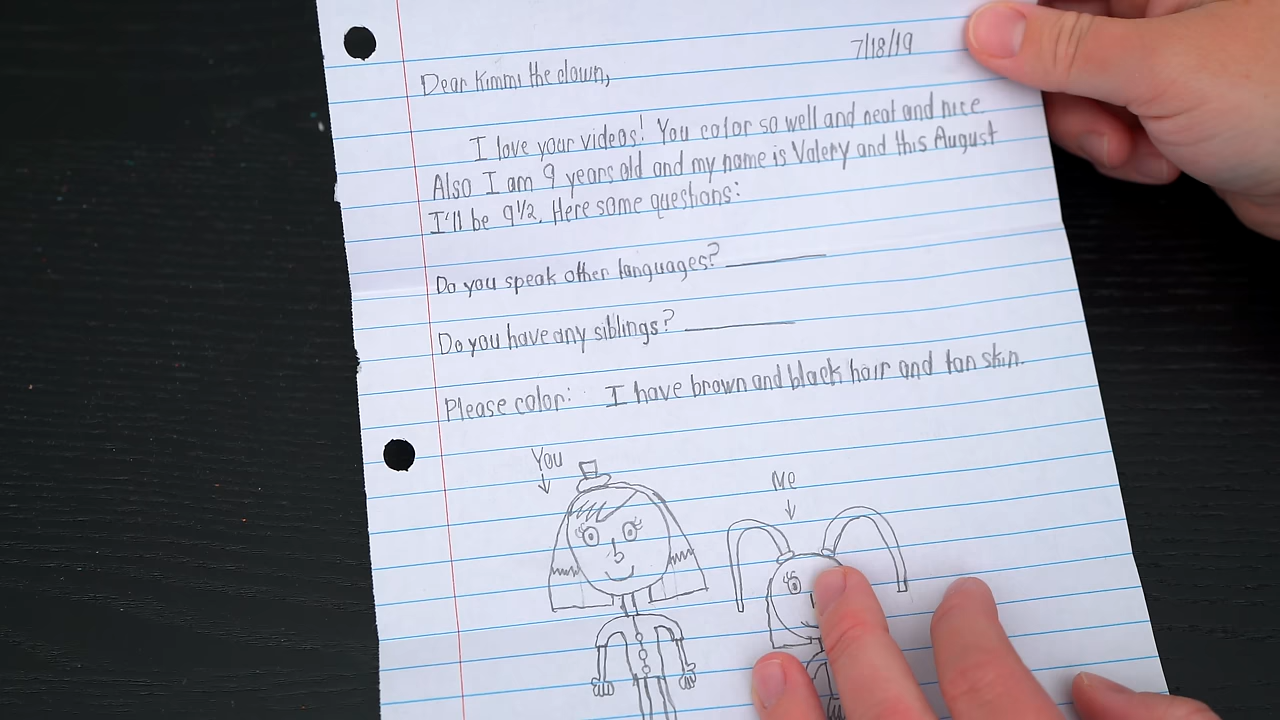 7/18/19
Dear Kimmi the clown,
I love your videos! You color so well and neat and nice
Also I am 9 years old and my name is Valery and this August
I'll be 9½. Here some questions:
Do you speak other languages? ________
Do you have any siblings? ________
Please color: I have brown and black hair and tan skin.
You
Me